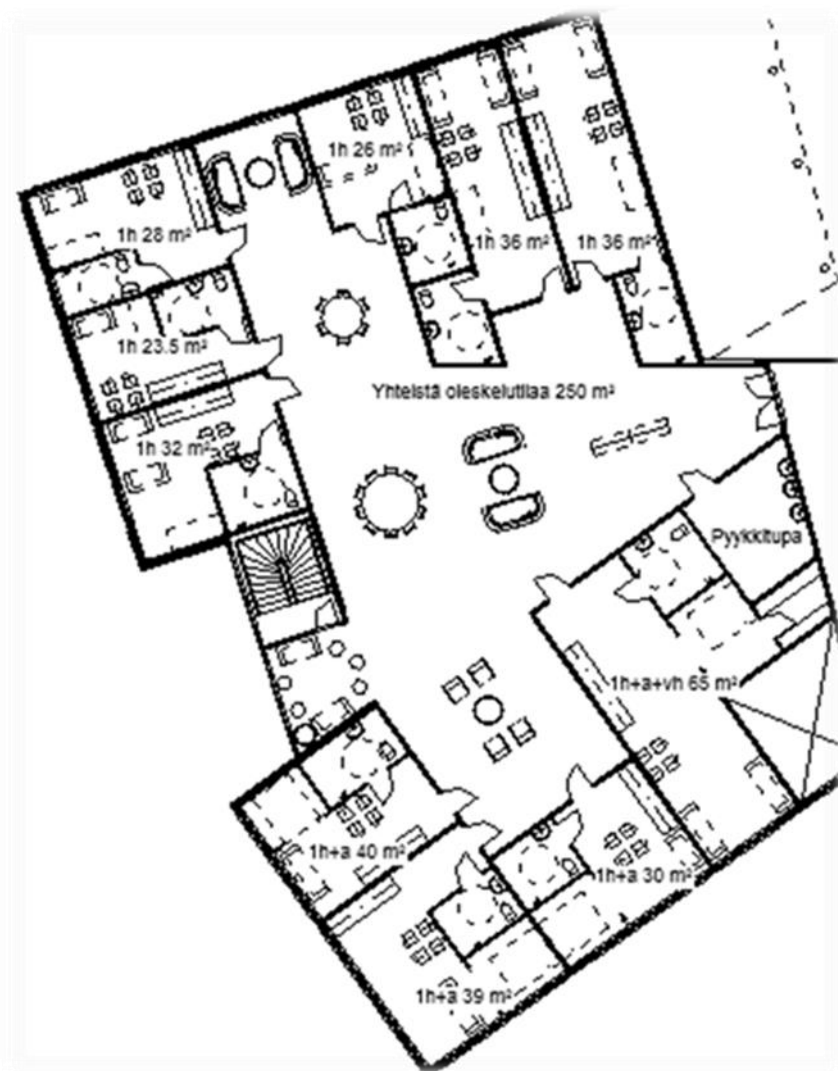 1h 26 m²
1h 28 m²
1h 36 m²
1h 36 m²
1h 23.5 m²
Yhteistä oleskelutilaa 250 m²
1h 32 m²
Pyykkitupa
1h+a+vh 65 m²
1h+a 40 m²
1h+a 30 m²
1h+a 39 m²